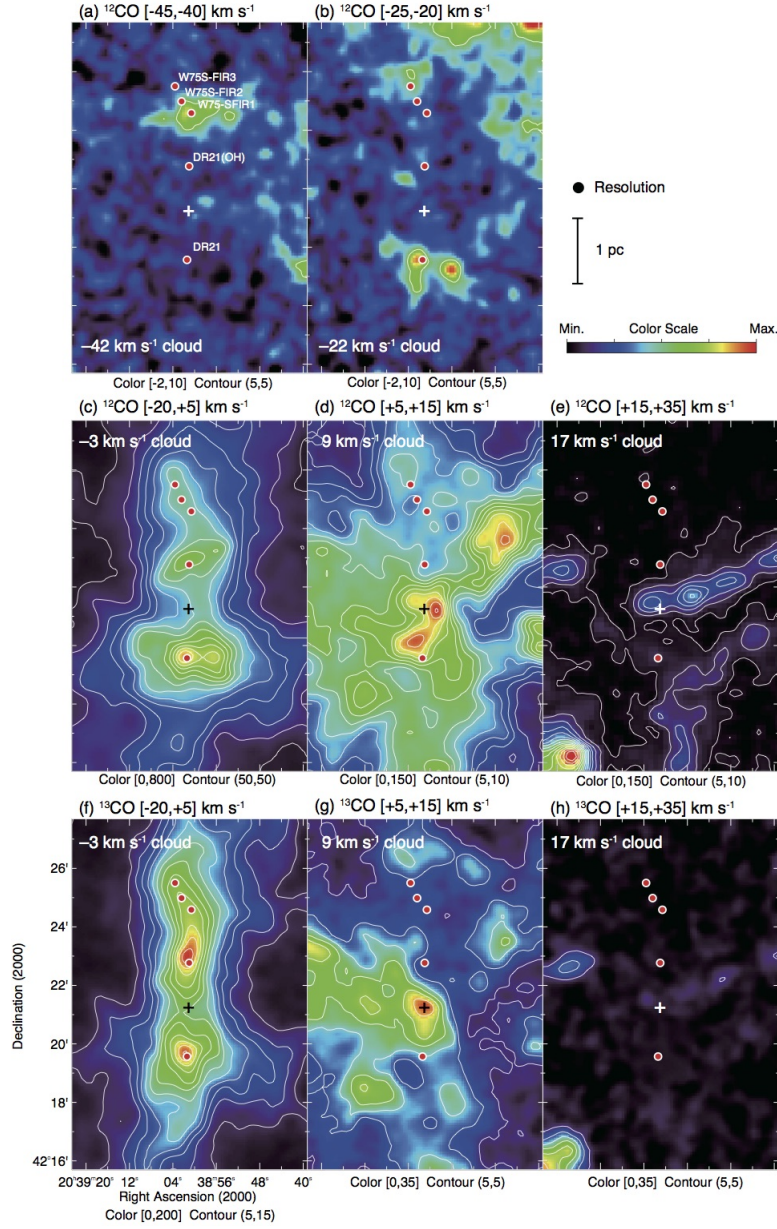 (a) ¹²CO [-45,-40] km s⁻¹
(b) ¹²CO [-25,-20] km s⁻¹
W75S-FIR3
W75S-FIR2
W75-SFIR1
DR21(OH)
DR21
–42 km s⁻¹ cloud
–22 km s⁻¹ cloud
Color [-2,10] Contour (5,5)
Color [-2,10] Contour (5,5)
Resolution
1 pc
Min. Color Scale Max.
(c) ¹²CO [-20,+5] km s⁻¹
(d) ¹²CO [+5,+15] km s⁻¹
(e) ¹²CO [+15,+35] km s⁻¹
–3 km s⁻¹ cloud
9 km s⁻¹ cloud
17 km s⁻¹ cloud
Color [0,800] Contour (50,50)
Color [0,150] Contour (5,10)
Color [0,150] Contour (5,10)
(f) ¹³CO [-20,+5] km s⁻¹
(g) ¹³CO [+5,+15] km s⁻¹
(h) ¹³CO [+15,+35] km s⁻¹
–3 km s⁻¹ cloud
9 km s⁻¹ cloud
17 km s⁻¹ cloud
26'
24'
22'
20'
18'
42°16'
Declination (2000)
20ʰ39ᵐ20ˢ 12ˢ 04ˢ 38ᵐ56ˢ 48ˢ 40ˢ
Right Ascension (2000)
Color [0,200] Contour (5,15)
Color [0,35] Contour (5,5)
Color [0,35] Contour (5,5)